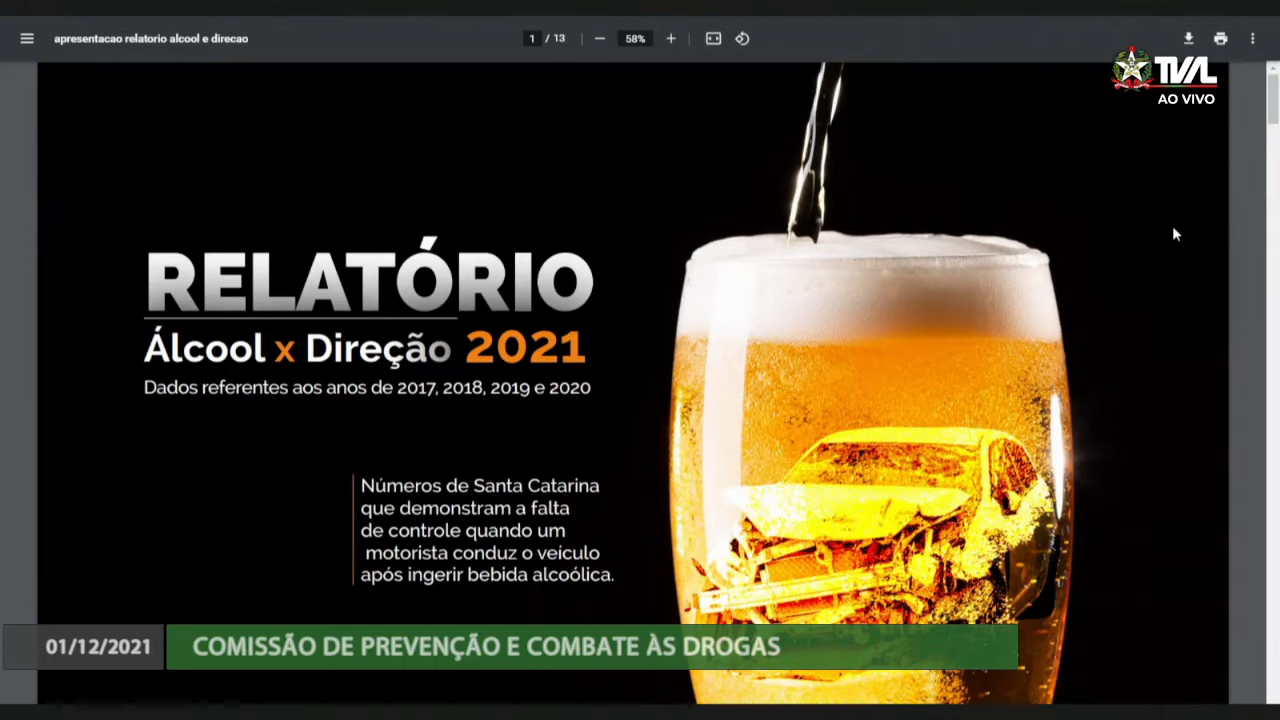 apresentacao relatorio alcool e direcao
1 / 13
58%
TVAL
AO VIVO
RELATÓRIO
Álcool x Direção 2021
Dados referentes aos anos de 2017, 2018, 2019 e 2020
Números de Santa Catarina
que demonstram a falta
de controle quando um
motorista conduz o veículo
após ingerir bebida alcoólica.
01/12/2021
COMISSÃO DE PREVENÇÃO E COMBATE ÀS DROGAS